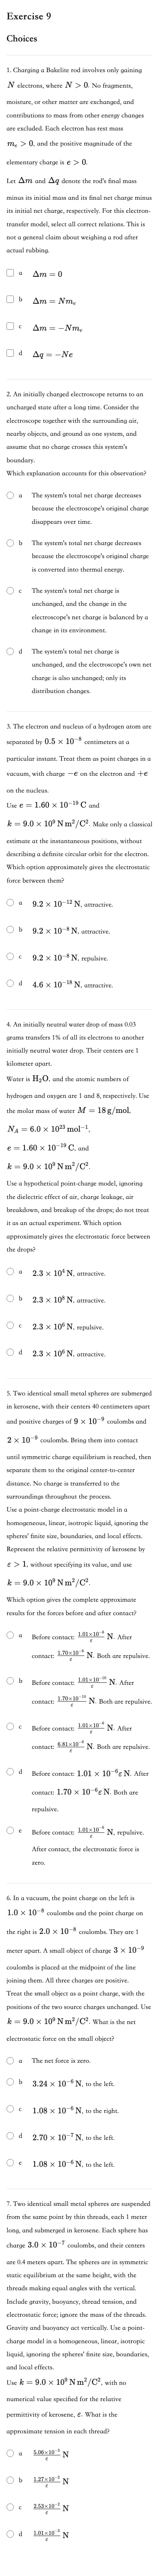 Exercise 9
Choices
1. Charging a Bakelite rod involves only gaining
N electrons, where N > 0. No fragments,
moisture, or other matter are exchanged, and
contributions to mass from other energy changes
are excluded. Each electron has rest mass
mₑ > 0, and the positive magnitude of the
elementary charge is e > 0.
Let Δm and Δq denote the rod's final mass
minus its initial mass and its final net charge minus
its initial net charge, respectively. For this electron-
transfer model, select all correct relations. This is
not a general claim about weighing a rod after
actual rubbing.
a Δm = 0
b Δm = Nmₑ
c Δm = −Nmₑ
d Δq = −Ne
2. An initially charged electroscope returns to an
uncharged state after a long time. Consider the
electroscope together with the surrounding air,
nearby objects, and ground as one system, and
assume that no charge crosses this system's
boundary.
Which explanation accounts for this observation?
a The system's total net charge decreases
because the electroscope's original charge
disappears over time.
b The system's total net charge decreases
because the electroscope's original charge
is converted into thermal energy.
c The system's total net charge is
unchanged, and the change in the
electroscope's net charge is balanced by a
change in its environment.
d The system's total net charge is
unchanged, and the electroscope's own net
charge is also unchanged; only its
distribution changes.
3. The electron and nucleus of a hydrogen atom are
separated by 0.5 × 10⁻⁸ centimeters at a
particular instant. Treat them as point charges in a
vacuum, with charge −e on the electron and +e
on the nucleus.
Use e = 1.60 × 10⁻¹⁹ C and
k = 9.0 × 10⁹ N m²/C². Make only a classical
estimate at the instantaneous positions, without
describing a definite circular orbit for the electron.
Which option approximately gives the electrostatic
force between them?
a 9.2 × 10⁻¹² N, attractive.
b 9.2 × 10⁻⁸ N, attractive.
c 9.2 × 10⁻⁸ N, repulsive.
d 4.6 × 10⁻¹⁸ N, attractive.
4. An initially neutral water drop of mass 0.03
grams transfers 1% of all its electrons to another
initially neutral water drop. Their centers are 1
kilometer apart.
Water is H₂O, and the atomic numbers of
hydrogen and oxygen are 1 and 8, respectively. Use
the molar mass of water M = 18 g/mol,
N_A = 6.0 × 10²³ mol⁻¹,
e = 1.60 × 10⁻¹⁹ C, and
k = 9.0 × 10⁹ N m²/C².
Use a hypothetical point-charge model, ignoring
the dielectric effect of air, charge leakage, air
breakdown, and breakup of the drops; do not treat
it as an actual experiment. Which option
approximately gives the electrostatic force between
the drops?
a 2.3 × 10⁴ N, attractive.
b 2.3 × 10⁸ N, attractive.
c 2.3 × 10⁶ N, repulsive.
d 2.3 × 10⁶ N, attractive.
5. Two identical small metal spheres are submerged
in kerosene, with their centers 40 centimeters apart
and positive charges of 9 × 10⁻⁹ coulombs and
2 × 10⁻⁹ coulombs. Bring them into contact
until symmetric charge equilibrium is reached, then
separate them to the original center-to-center
distance. No charge is transferred to the
surroundings throughout the process.
Use a point-charge electrostatic model in a
homogeneous, linear, isotropic liquid, ignoring the
spheres' finite size, boundaries, and local effects.
Represent the relative permittivity of kerosene by
ε > 1, without specifying its value, and use
k = 9.0 × 10⁹ N m²/C².
Which option gives the complete approximate
results for the forces before and after contact?
a Before contact: 1.01×10⁻⁶/ε N. After
contact: 1.70×10⁻⁶/ε N. Both are repulsive.
b Before contact: 1.01×10⁻¹⁰/ε N. After
contact: 1.70×10⁻¹⁰/ε N. Both are repulsive.
c Before contact: 1.01×10⁻⁶/ε N. After
contact: 6.81×10⁻⁶/ε N. Both are repulsive.
d Before contact: 1.01 × 10⁻⁶ε N. After
contact: 1.70 × 10⁻⁶ε N. Both are
repulsive.
e Before contact: 1.01×10⁻⁶/ε N, repulsive.
After contact, the electrostatic force is
zero.
6. In a vacuum, the point charge on the left is
1.0 × 10⁻⁸ coulombs and the point charge on
the right is 2.0 × 10⁻⁸ coulombs. They are 1
meter apart. A small object of charge 3 × 10⁻⁹
coulombs is placed at the midpoint of the line
joining them. All three charges are positive.
Treat the small object as a point charge, with the
positions of the two source charges unchanged. Use
k = 9.0 × 10⁹ N m²/C². What is the net
electrostatic force on the small object?
a The net force is zero.
b 3.24 × 10⁻⁶ N, to the left.
c 1.08 × 10⁻⁶ N, to the right.
d 2.70 × 10⁻⁷ N, to the left.
e 1.08 × 10⁻⁶ N, to the left.
7. Two identical small metal spheres are suspended
from the same point by thin threads, each 1 meter
long, and submerged in kerosene. Each sphere has
charge 3.0 × 10⁻⁷ coulombs, and their centers
are 0.4 meters apart. The spheres are in symmetric
static equilibrium at the same height, with the
threads making equal angles with the vertical.
Include gravity, buoyancy, thread tension, and
electrostatic force; ignore the mass of the threads.
Gravity and buoyancy act vertically. Use a point-
charge model in a homogeneous, linear, isotropic
liquid, ignoring the spheres' finite size, boundaries,
and local effects.
Use k = 9.0 × 10⁹ N m²/C², with no
numerical value specified for the relative
permittivity of kerosene, ε. What is the
approximate tension in each thread?
a 5.06×10⁻³/ε N
b 1.27×10⁻²/ε N
c 2.53×10⁻²/ε N
d 1.01×10⁻³/ε N